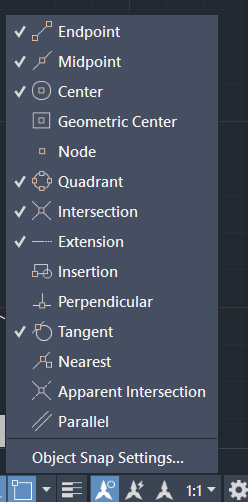 Endpoint
Midpoint
Center
Geometric Center
Node
Quadrant
Intersection
Extension
Insertion
Perpendicular
Tangent
Nearest
Apparent Intersection
Parallel
Object Snap Settings...
1:1